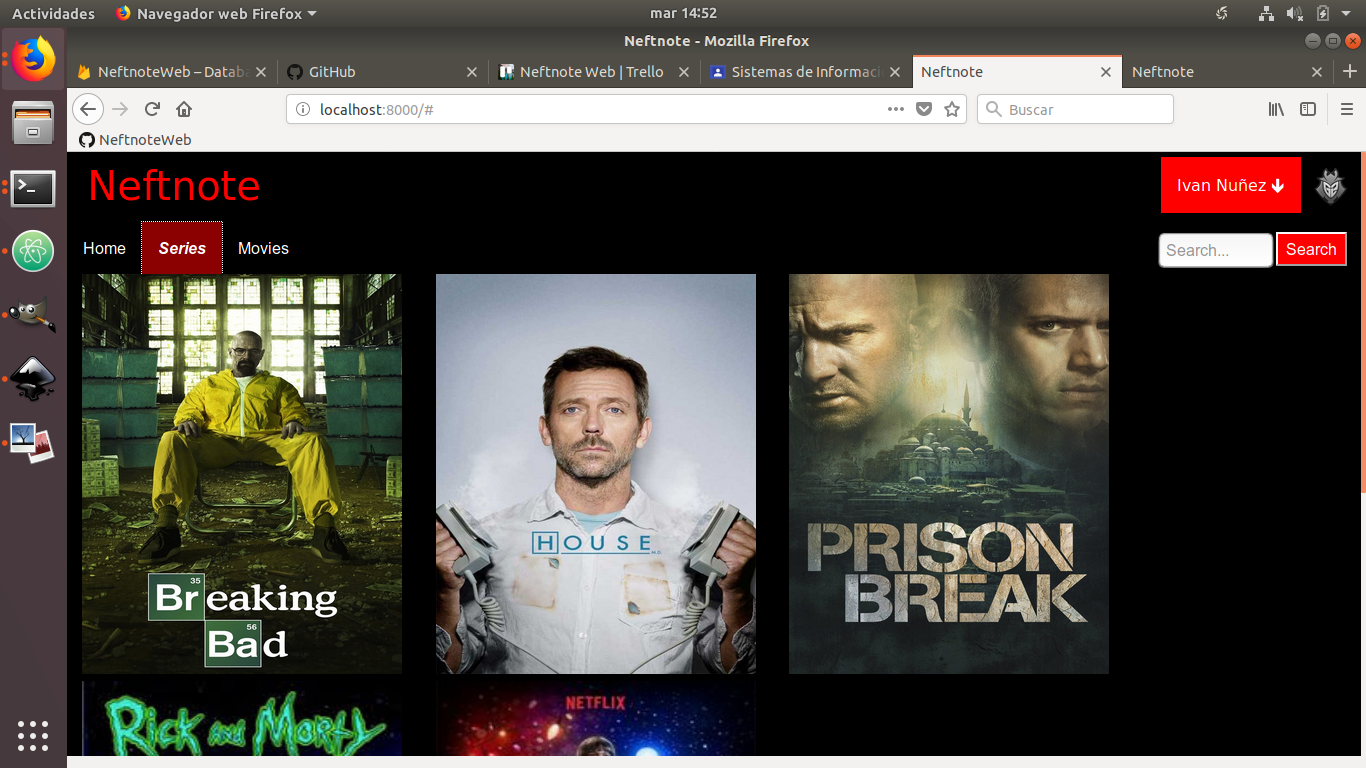 Actividades
Navegador web Firefox
mar 14:52
Neftnote - Mozilla Firefox
NeftnoteWeb – Databa
GitHub
Neftnote Web | Trello
Sistemas de Informaci
Neftnote
Neftnote
localhost:8000/#
Buscar
NeftnoteWeb
Neftnote
Ivan Nuñez
Home
Series
Movies
Search...
Search
35
Breaking
56
Bad
HOUSE M.D.
PRISON
BREAK
RICK AND MORTY
NETFLIX